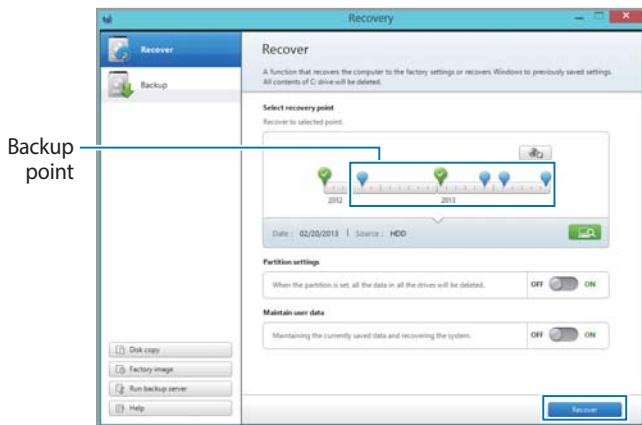 Recovery
Recover
Backup
Recover
A function that recovers the computer to the factory settings or recovers Windows to previously saved settings.
All contents of C: drive will be deleted.
Select recovery point
Recover to selected point.
Backup
point
2012
2013
Date : 02/20/2013 | Source : HDD
Partition settings
When the partition is set, all the data in all the drives will be deleted.
OFF ON
Maintain user data
Maintaining the currently saved data and recovering the system.
OFF ON
Disk copy
Factory image
Run backup server
Help
Recover